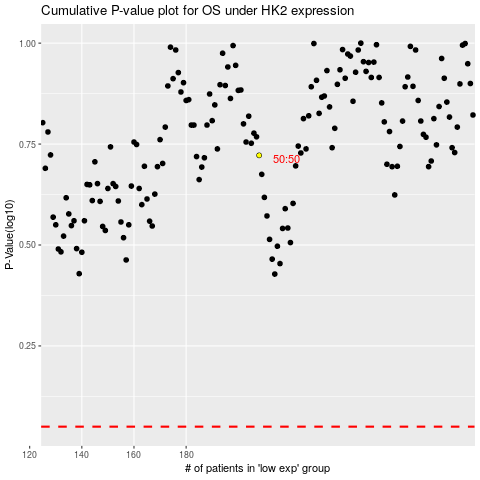 Cumulative P-value plot for OS under HK2 expression
P-Value(log10)
1.00
0.75
0.50
0.25
50:50
120 140 160 180
# of patients in 'low exp' group